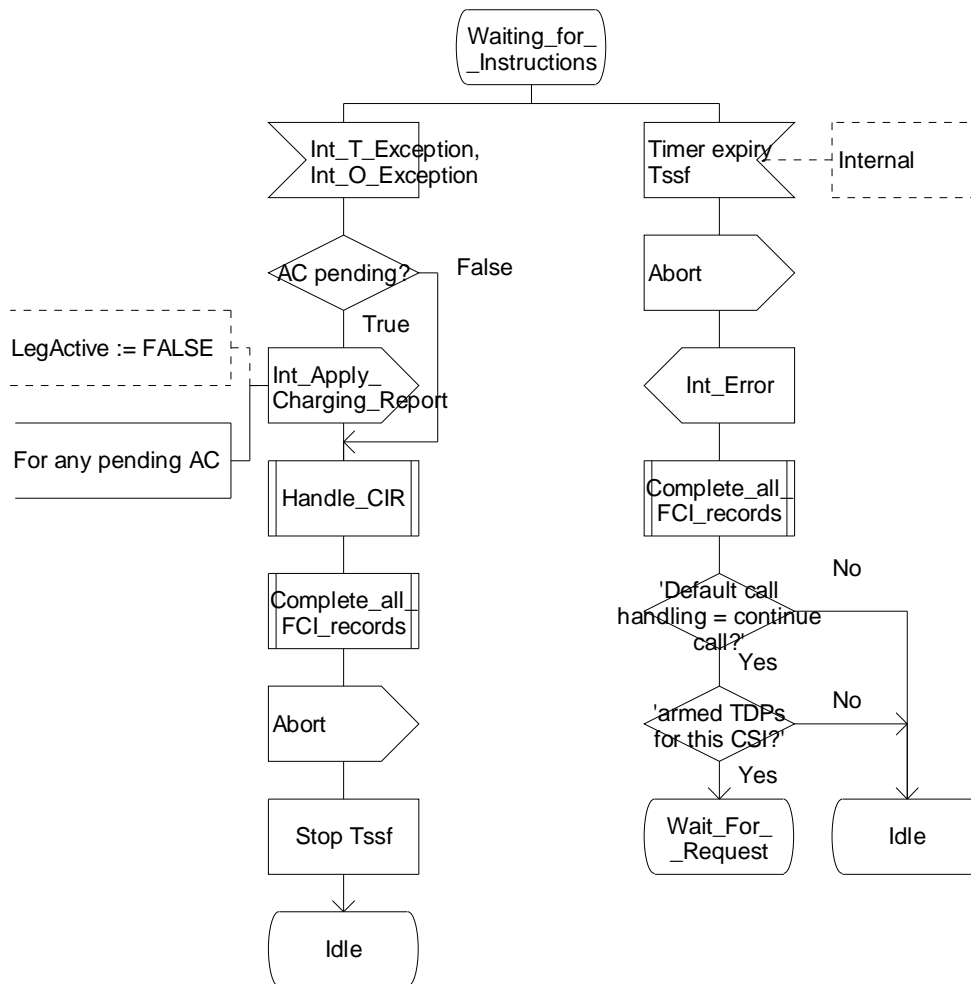 Waiting_for_
_Instructions
Int_T_Exception,
Int_O_Exception
Timer expiry
Tssf
Internal
AC pending?
False
Abort
True
LegActive := FALSE
Int_Apply_
Charging_Report
Int_Error
For any pending AC
Handle_CIR
Complete_all_
FCI_records
Complete_all_
FCI_records
'Default call
handling = continue
call?'
No
Yes
Abort
'armed TDPs
for this CSI?'
No
Yes
Stop Tssf
Wait_For_
_Request
Idle
Idle